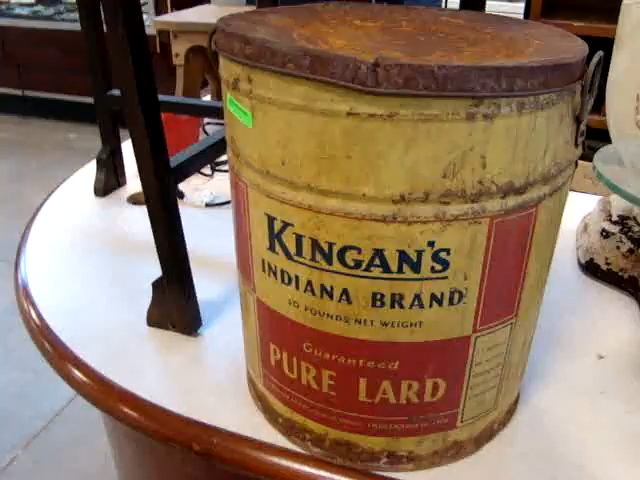 KINGAN'S
INDIANA BRAND
50 POUNDS NET WEIGHT
Guaranteed
PURE LARD